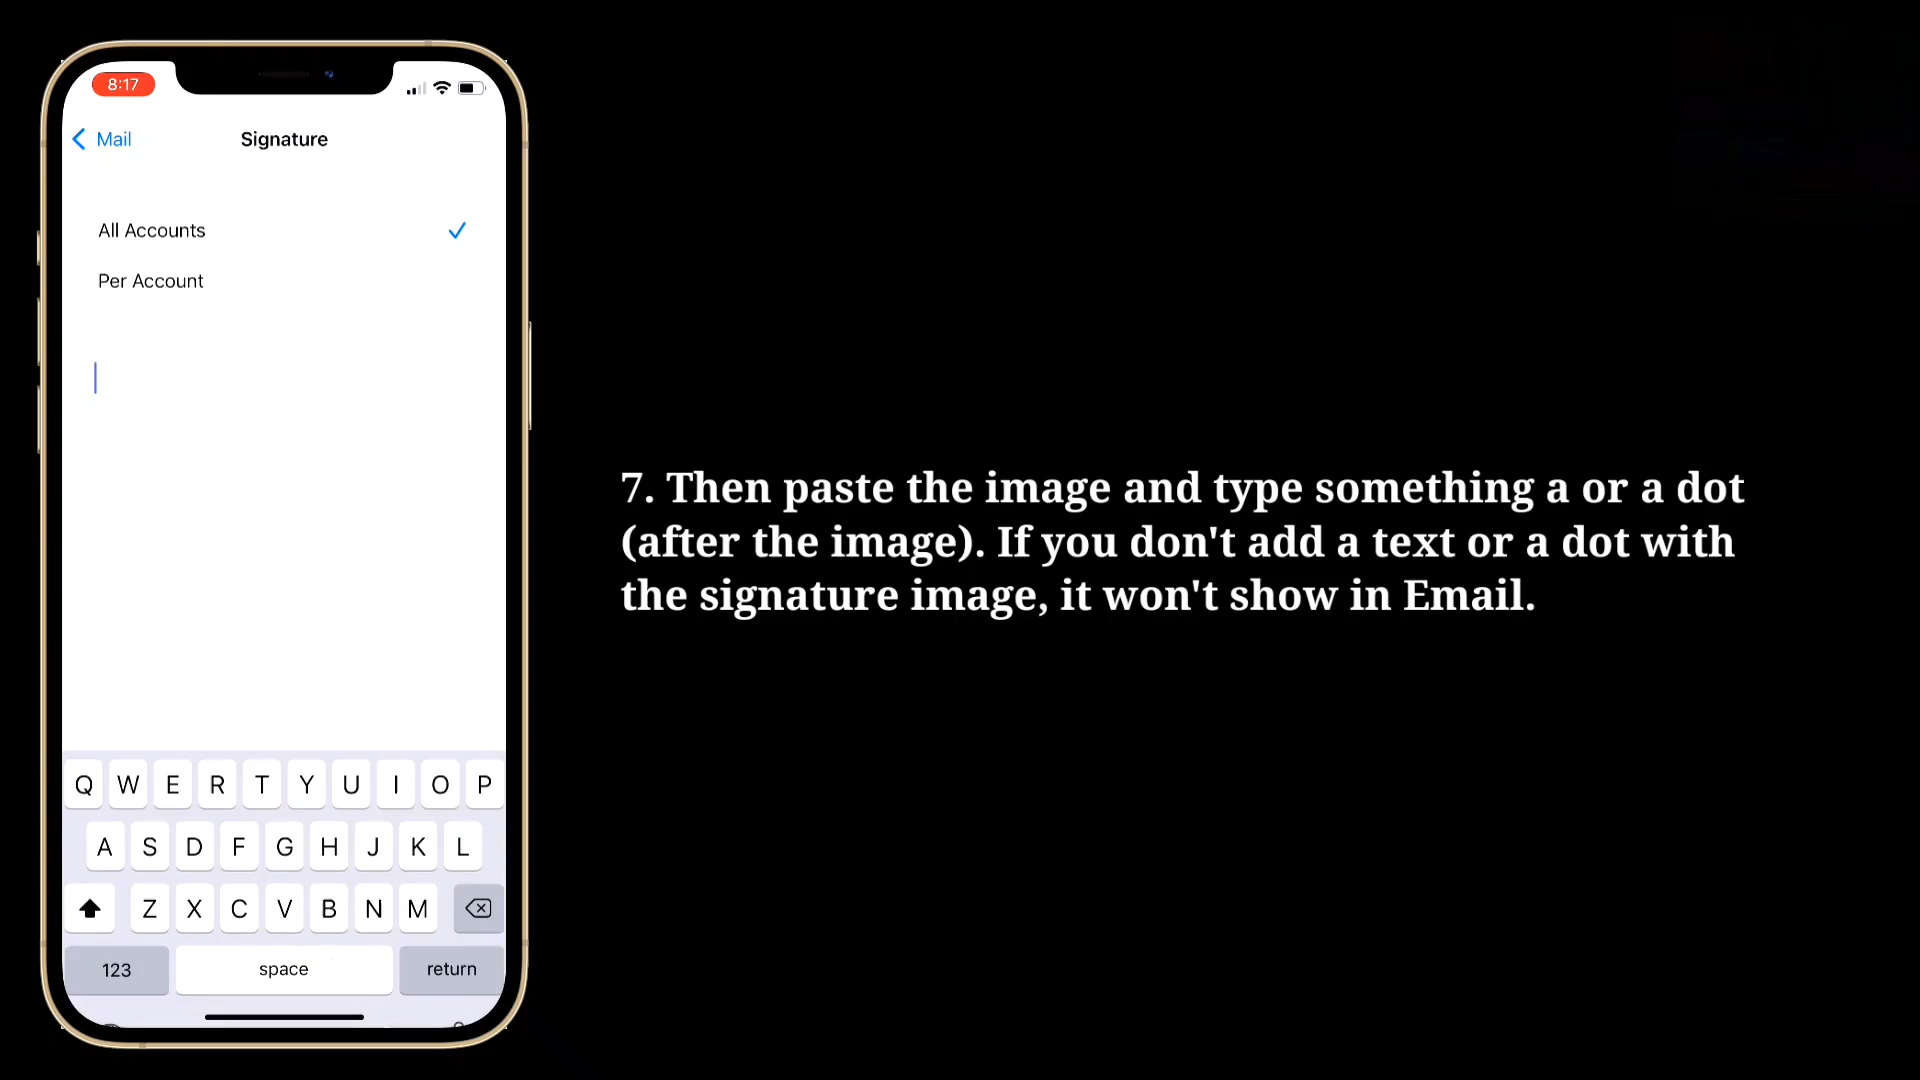 8:17
Mail
Signature
All Accounts
Per Account
7. Then paste the image and type something a or a dot
(after the image). If you don't add a text or a dot with
the signature image, it won't show in Email.
Q W E R T Y U I O P
A S D F G H J K L
Z X C V B N M
123 space return